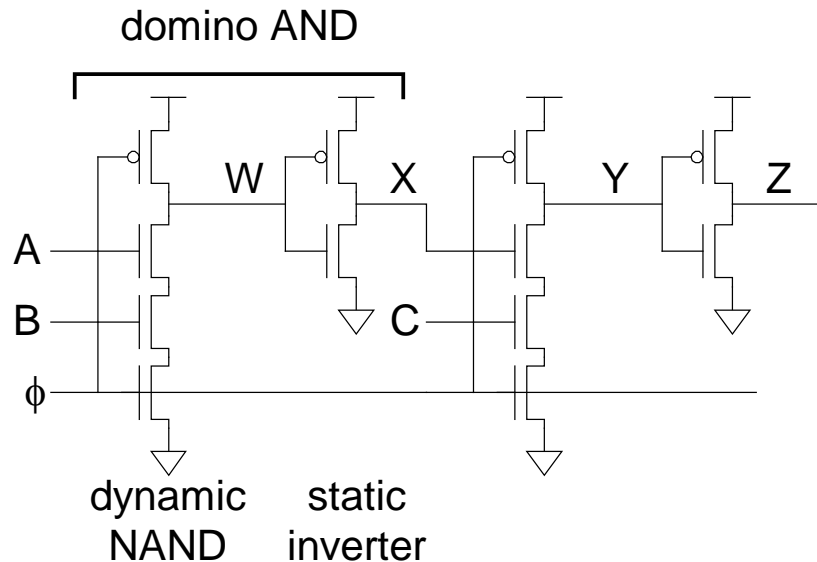 domino AND
W X Y Z
A
B C
ϕ
dynamic NAND
static inverter